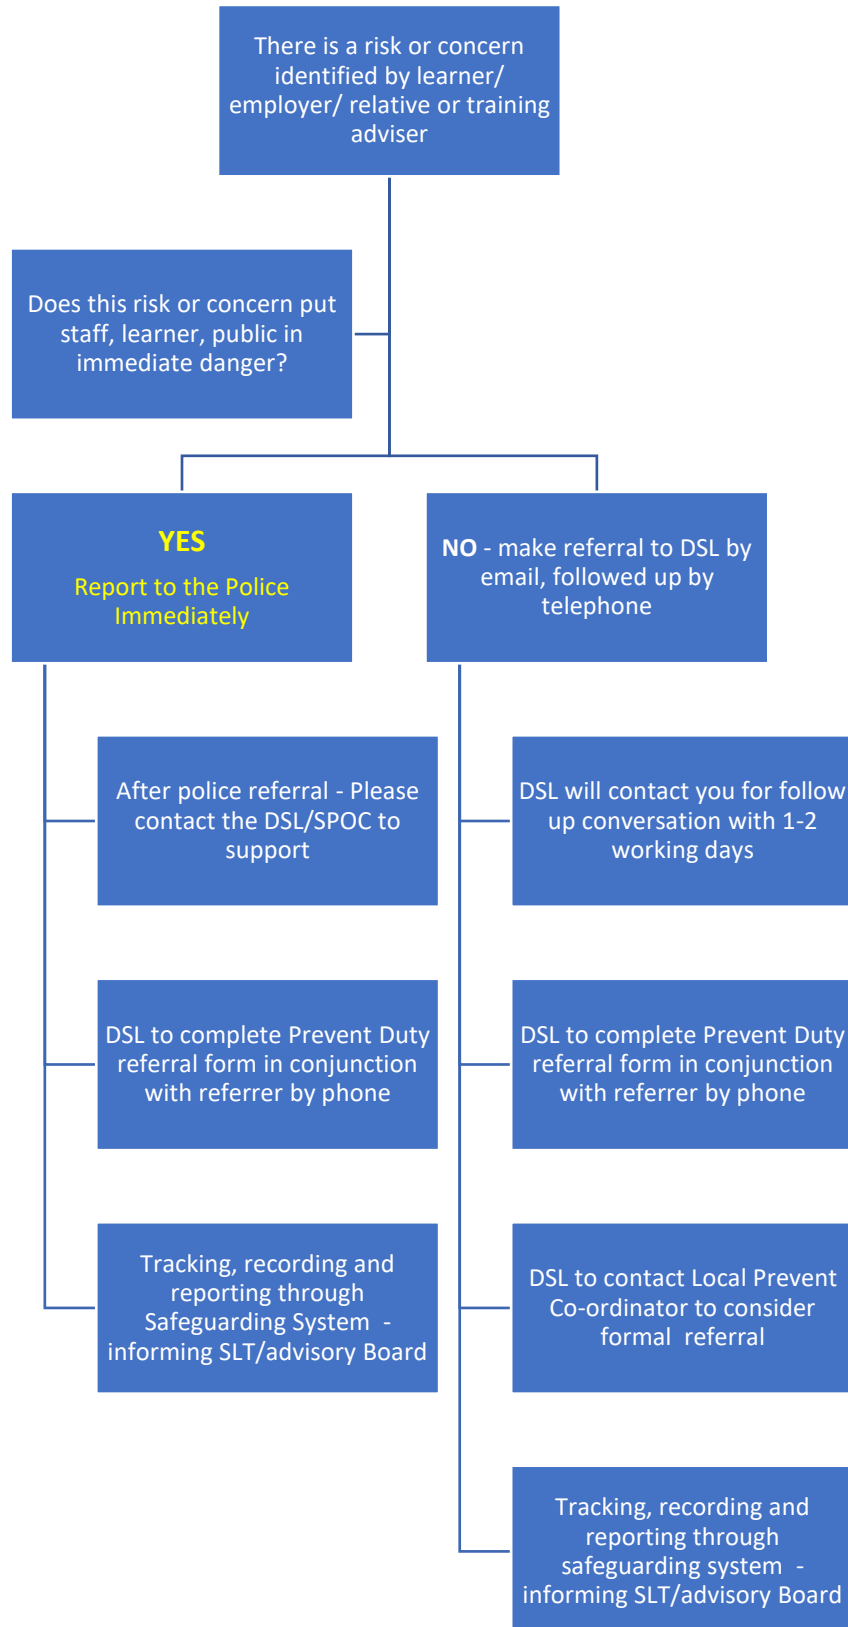 There is a risk or concern
identified by learner/
employer/ relative or training
adviser
Does this risk or concern put
staff, learner, public in
immediate danger?
YES
Report to the Police
Immediately
NO - make referral to DSL by
email, followed up by
telephone
After police referral - Please
contact the DSL/SPOC to
support
DSL will contact you for follow
up conversation with 1-2
working days
DSL to complete Prevent Duty
referral form in conjunction
with referrer by phone
DSL to complete Prevent Duty
referral form in conjunction
with referrer by phone
Tracking, recording and
reporting through
Safeguarding System -
informing SLT/advisory Board
DSL to contact Local Prevent
Co-ordinator to consider
formal referral
Tracking, recording and
reporting through
safeguarding system -
informing SLT/advisory Board